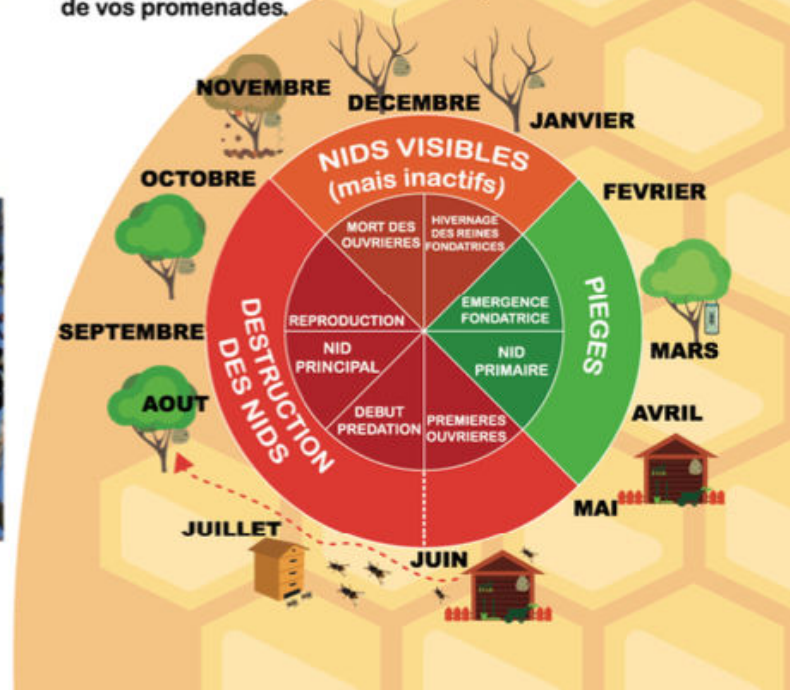 de vos promenades.
NOVEMBRE
DECEMBRE
JANVIER
OCTOBRE
FEVRIER
SEPTEMBRE
MARS
AOUT
AVRIL
MAI
JUILLET
JUIN
NIDS VISIBLES
(mais inactifs)
PIEGES
DESTRUCTION
DES NIDS
MORT DES
OUVRIERES
HIVERNAGE
DES REINES
FONDATRICES
EMERGENCE
FONDATRICE
NID
PRIMAIRE
PREMIERES
OUVRIERES
DEBUT
PREDATION
NID
PRINCIPAL
REPRODUCTION